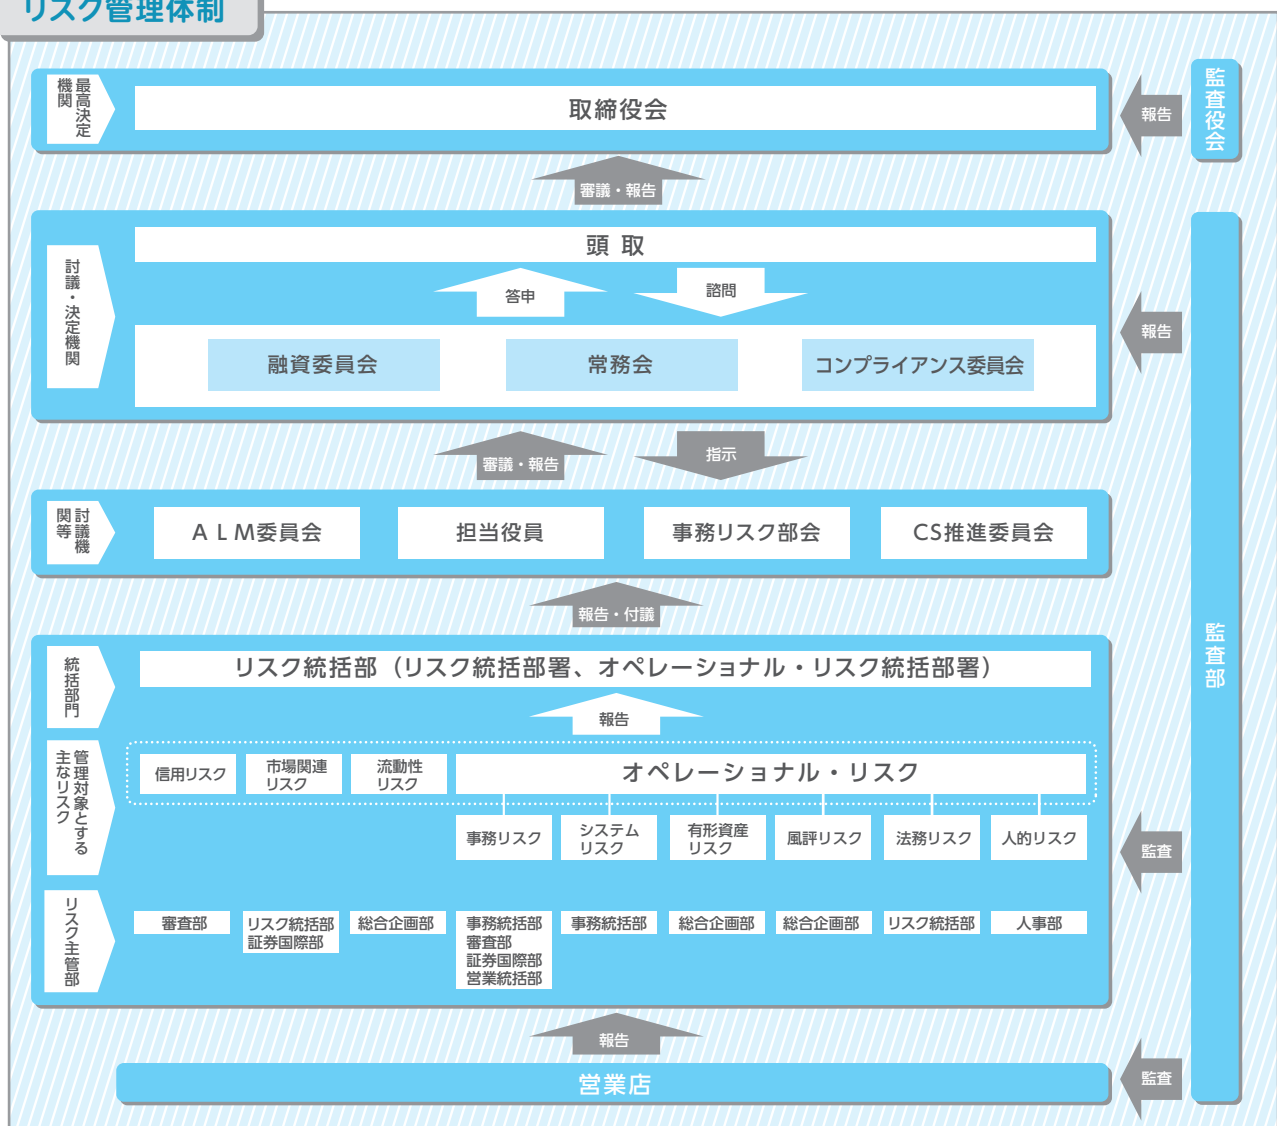 リスク管理体制
最高決定
機関
取締役会
報告
監査役会
審議・報告
討議・決定機関
頭取
答申
諮問
融資委員会
常務会
コンプライアンス委員会
報告
審議・報告
指示
討議機
関等
ALM委員会
担当役員
事務リスク部会
CS推進委員会
報告・付議
監査部
統括部門
リスク統括部（リスク統括部署、オペレーショナル・リスク統括部署）
報告
管理対象とする
主なリスク
信用リスク
市場関連
リスク
流動性
リスク
オペレーショナル・リスク
事務リスク
システム
リスク
有形資産
リスク
風評リスク
法務リスク
人的リスク
監査
リスク主管部
審査部
リスク統括部
証券国際部
総合企画部
事務統括部
審査部
証券国際部
営業統括部
事務統括部
総合企画部
総合企画部
リスク統括部
人事部
報告
営業店
監査